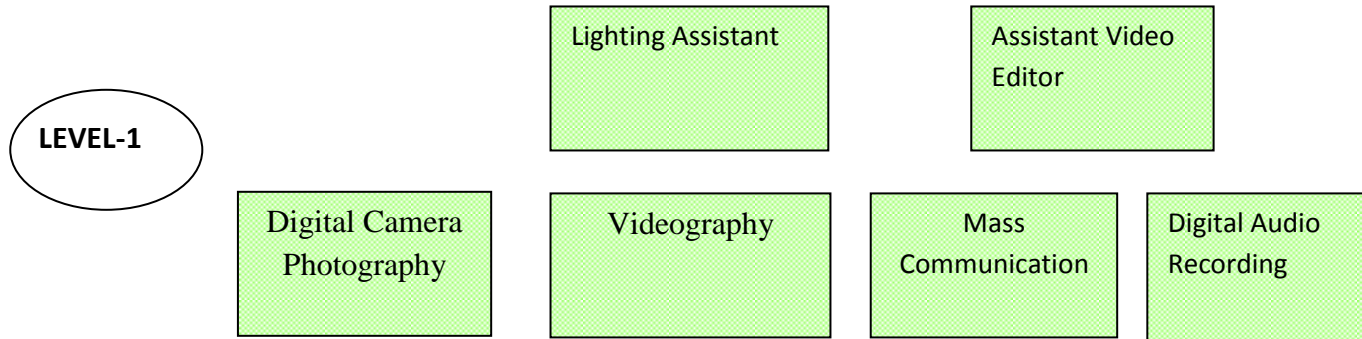 Lighting Assistant
Assistant Video
Editor
LEVEL-1
Digital Camera
Photography
Videography
Mass
Communication
Digital Audio
Recording